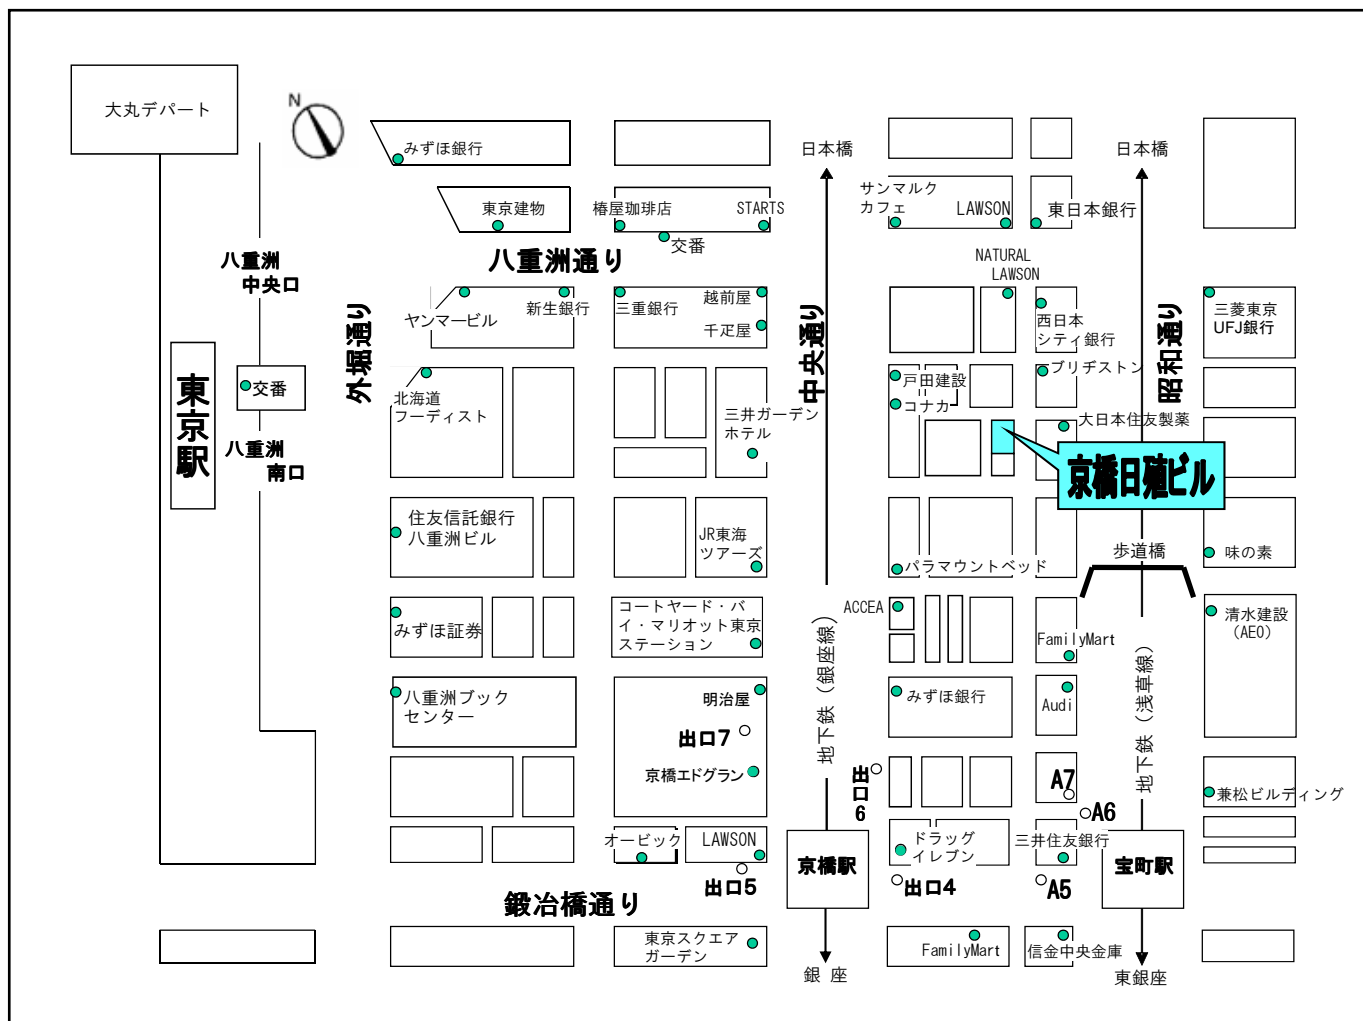 大丸デパート
N
みずほ銀行
日本橋
日本橋
東京建物
椿屋珈琲店
STARTS
交番
サンマルク
カフェ
LAWSON
東日本銀行
八重洲
中央口
八重洲通り
NATURAL
LAWSON
外堀通り
ヤンマービル
新生銀行
三重銀行
越前屋
千疋屋
中央通り
西日本
シティ銀行
昭和通り
三菱東京
UFJ銀行
東京駅
交番
北海道
フーディスト
三井ガーデン
ホテル
戸田建設
コナカ
ブリヂストン
大日本住友製薬
八重洲
南口
京橋日殖ビル
住友信託銀行
八重洲ビル
JR東海
ツアーズ
パラマウントベッド
歩道橋
味の素
みずほ証券
コートヤード・バ
イ・マリオット東京
ステーション
ACCEA
地下鉄（銀座線）
FamilyMart
地下鉄（浅草線）
清水建設
（AEO）
八重洲ブック
センター
明治屋
出口7
京橋エドグラン
みずほ銀行
Audi
出口6
A7
A6
兼松ビルディング
オービック
LAWSON
出口5
京橋駅
ドラッグ
イレブン
出口4
三井住友銀行
A5
宝町駅
鍛冶橋通り
東京スクエア
ガーデン
銀 座
FamilyMart
信金中央金庫
東銀座